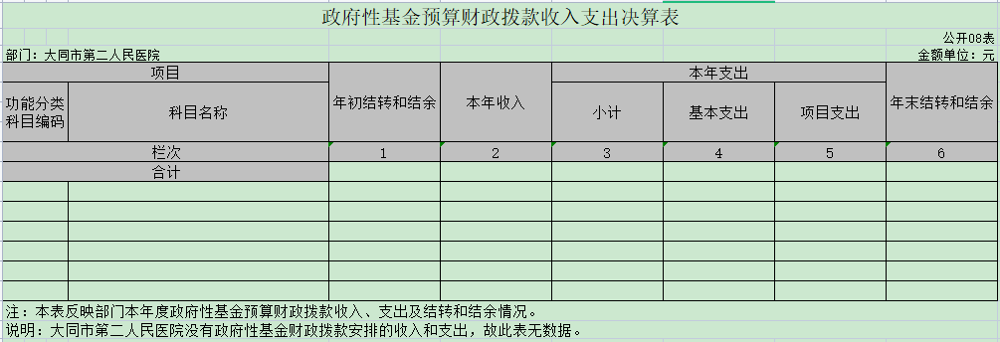 政府性基金预算财政拨款收入支出决算表
公开08表
部门：大同市第二人民医院
金额单位：元
项目
年初结转和结余
本年收入
本年支出
年末结转和结余
功能分类
科目编码
科目名称
小计
基本支出
项目支出
栏次
1
2
3
4
5
6
合计
注：本表反映部门本年度政府性基金预算财政拨款收入、支出及结转和结余情况。
说明：大同市第二人民医院没有政府性基金财政拨款安排的收入和支出，故此表无数据。